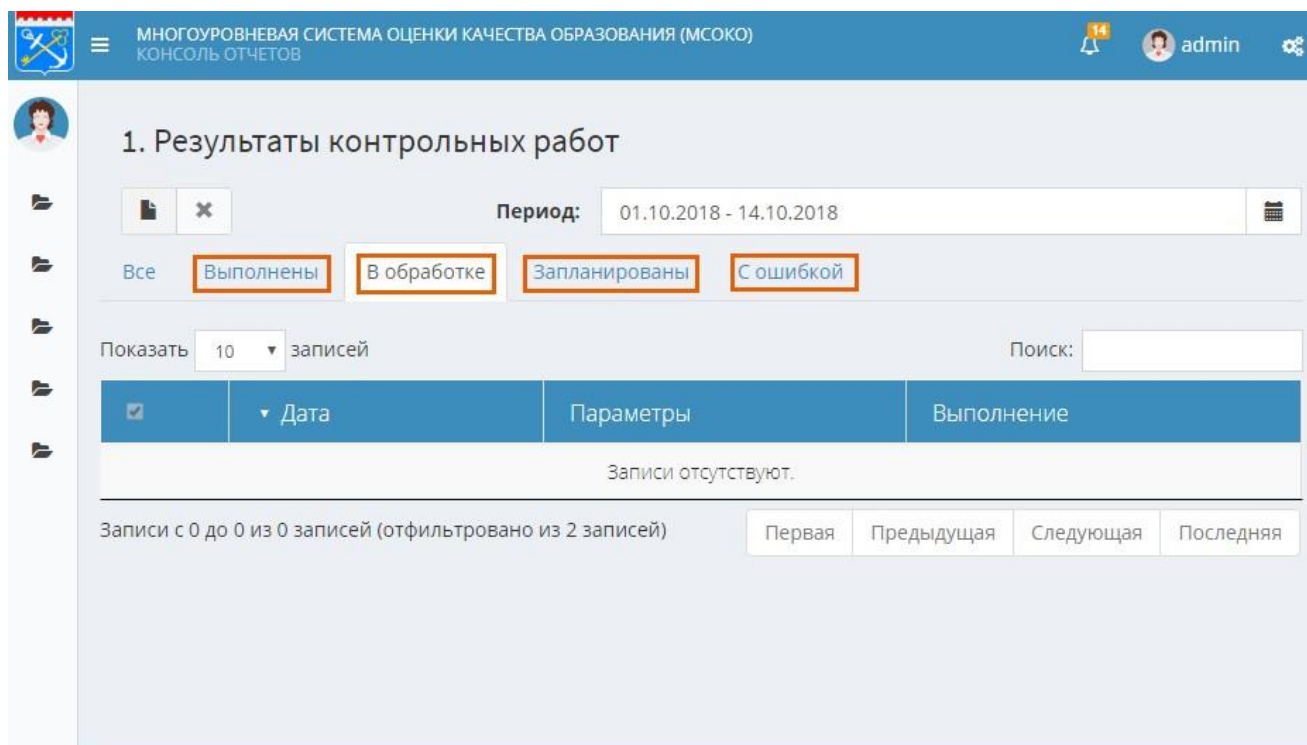 МНОГОУРОВНЕВАЯ СИСТЕМА ОЦЕНКИ КАЧЕСТВА ОБРАЗОВАНИЯ (МСОКО)
КОНСОЛЬ ОТЧЕТОВ
14
admin
1. Результаты контрольных работ
Период: 01.10.2018 - 14.10.2018
Все Выполнены В обработке Запланированы С ошибкой
Показать 10 записей Поиск:
Дата Параметры Выполнение
Записи отсутствуют.
Записи с 0 до 0 из 0 записей (отфильтровано из 2 записей) Первая Предыдущая Следующая Последняя